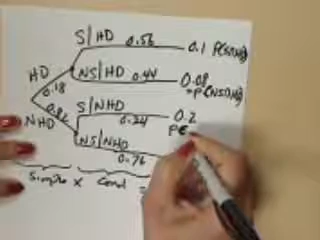 S|HD 0.56 0.1 P(S∩HD)
NS|HD 0.44 0.08
HD 0.18 =P(NS∩HD)
S|NHD 0.24 0.2
0.82 P(
NHD NS|NHD 0.76
Simple x Cond =